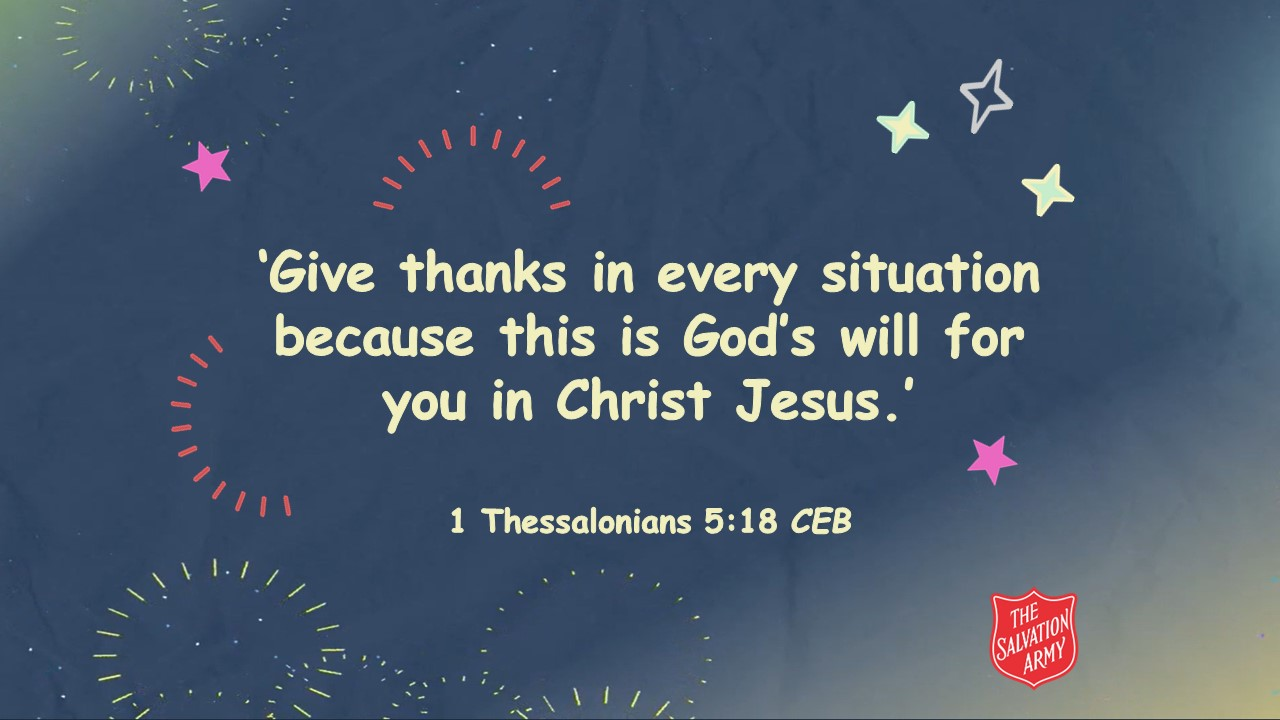 ‘Give thanks in every situation
because this is God’s will for
you in Christ Jesus.’
1 Thessalonians 5:18 CEB
THE
SALVATION
ARMY